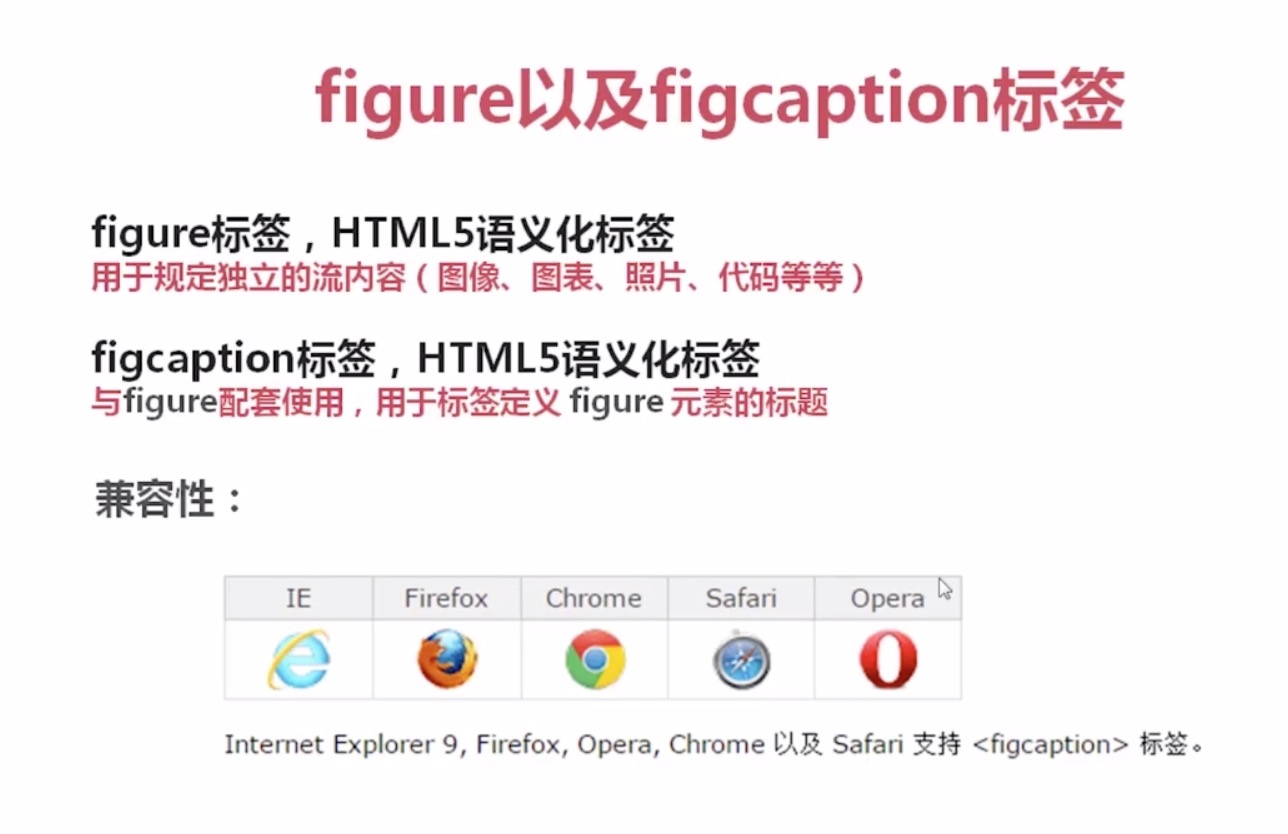 figure以及figcaption标签
figure标签，HTML5语义化标签
用于规定独立的流内容（图像、图表、照片、代码等等）
figcaption标签，HTML5语义化标签
与figure配套使用，用于标签定义 figure 元素的标题
兼容性：
IE Firefox Chrome Safari Opera
Internet Explorer 9, Firefox, Opera, Chrome 以及 Safari 支持 <figcaption> 标签。